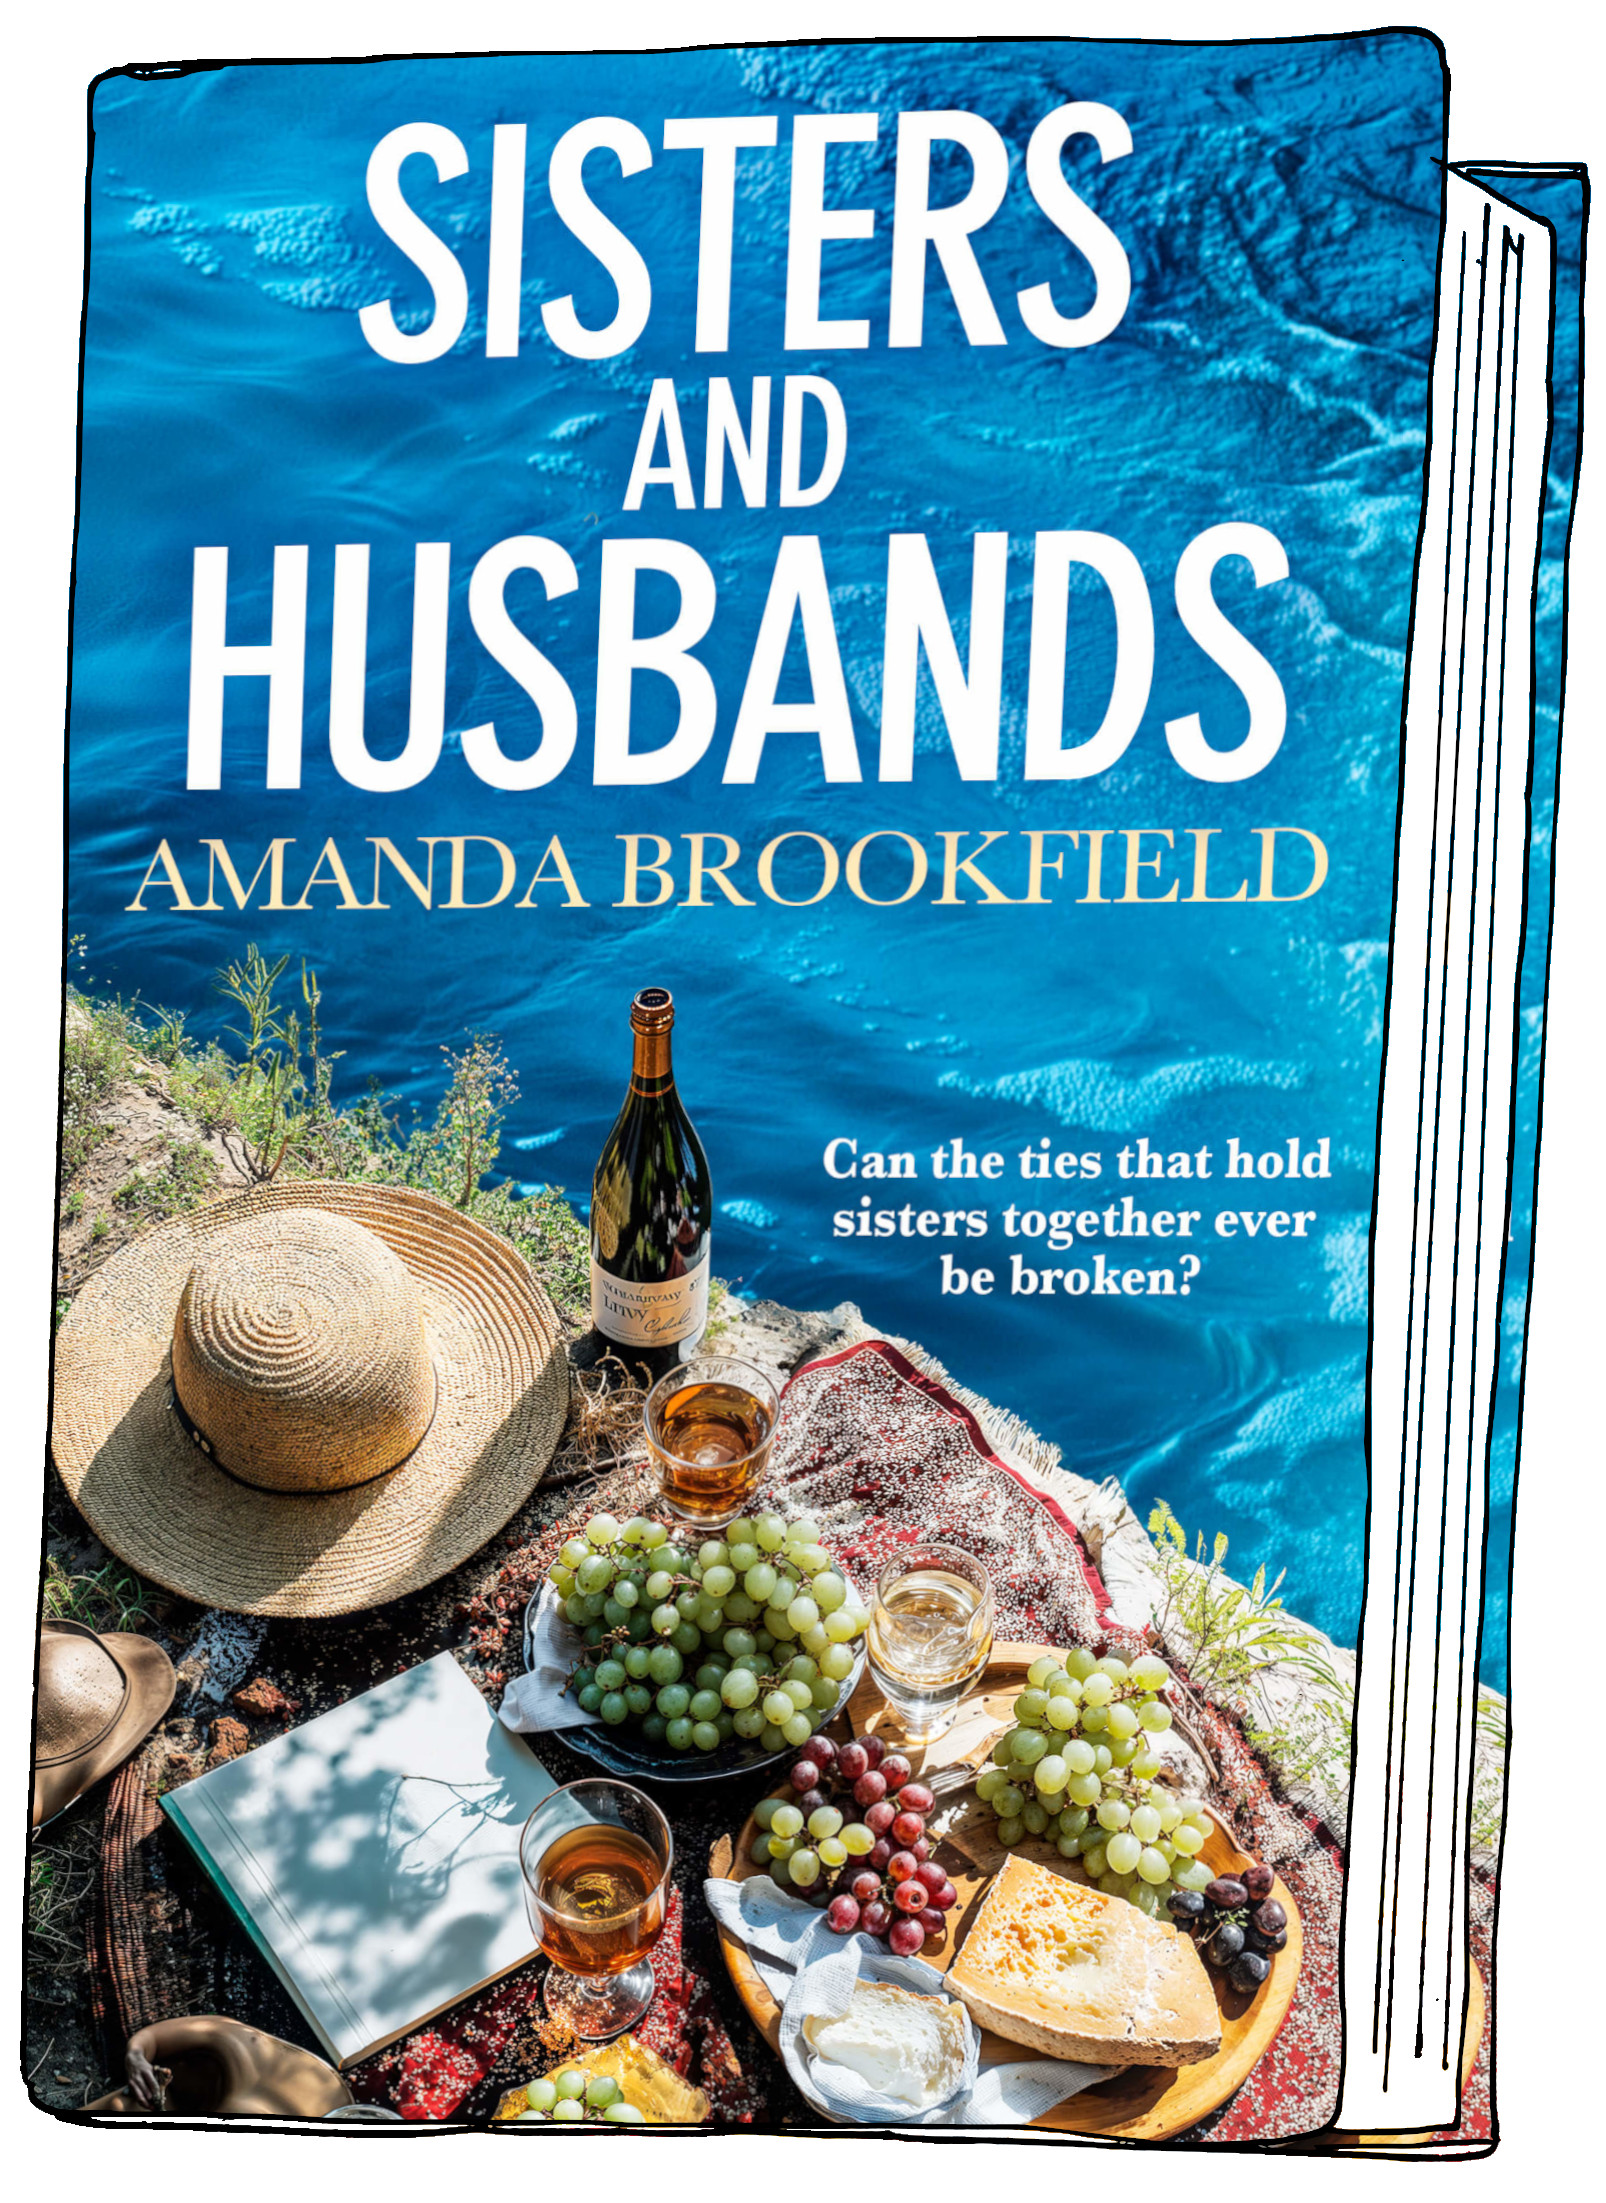 SISTERS
AND
HUSBANDS
AMANDA BROOKFIELD
Can the ties that hold
sisters together ever
be broken?